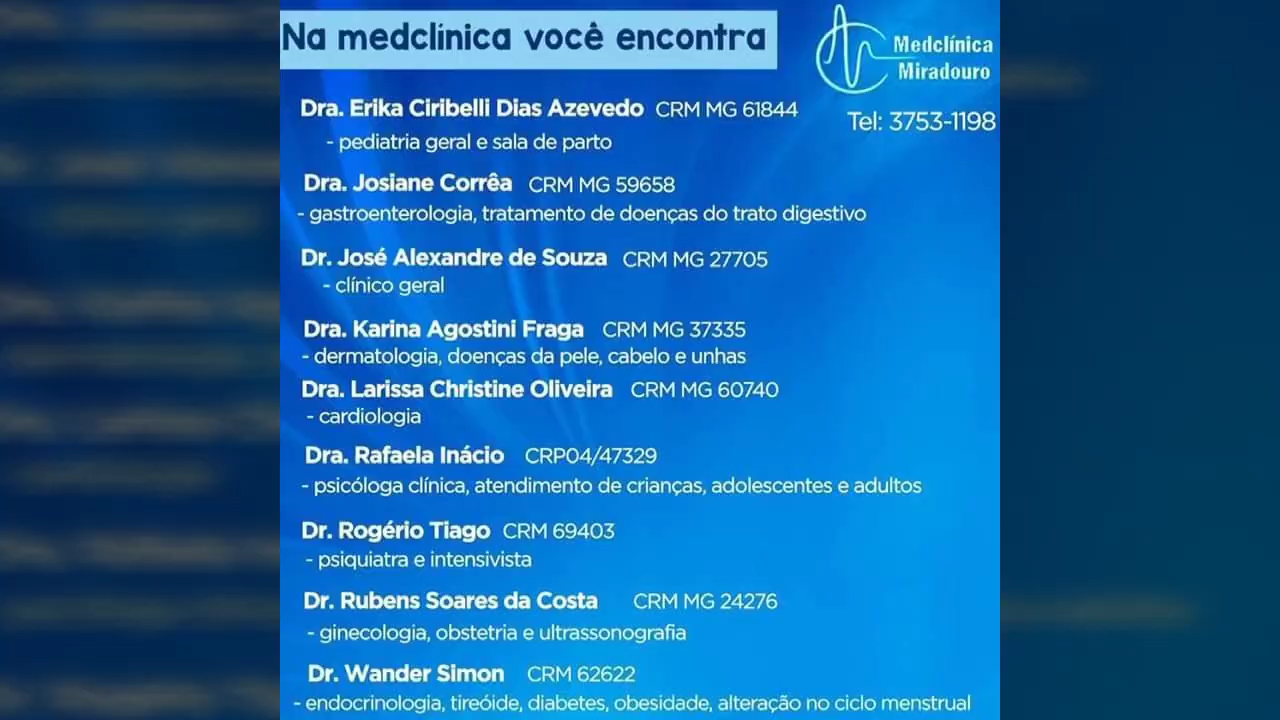 Na medclínica você encontra
Medclínica
Miradouro
Tel: 3753-1198
Dra. Erika Ciribelli Dias Azevedo CRM MG 61844
- pediatria geral e sala de parto
Dra. Josiane Corrêa CRM MG 59658
- gastroenterologia, tratamento de doenças do trato digestivo
Dr. José Alexandre de Souza CRM MG 27705
- clínico geral
Dra. Karina Agostini Fraga CRM MG 37335
- dermatologia, doenças da pele, cabelo e unhas
Dra. Larissa Christine Oliveira CRM MG 60740
- cardiologia
Dra. Rafaela Inácio CRP04/47329
- psicóloga clínica, atendimento de crianças, adolescentes e adultos
Dr. Rogério Tiago CRM 69403
- psiquiatra e intensivista
Dr. Rubens Soares da Costa CRM MG 24276
- ginecologia, obstetria e ultrassonografia
Dr. Wander Simon CRM 62622
- endocrinologia, tireóide, diabetes, obesidade, alteração no ciclo menstrual